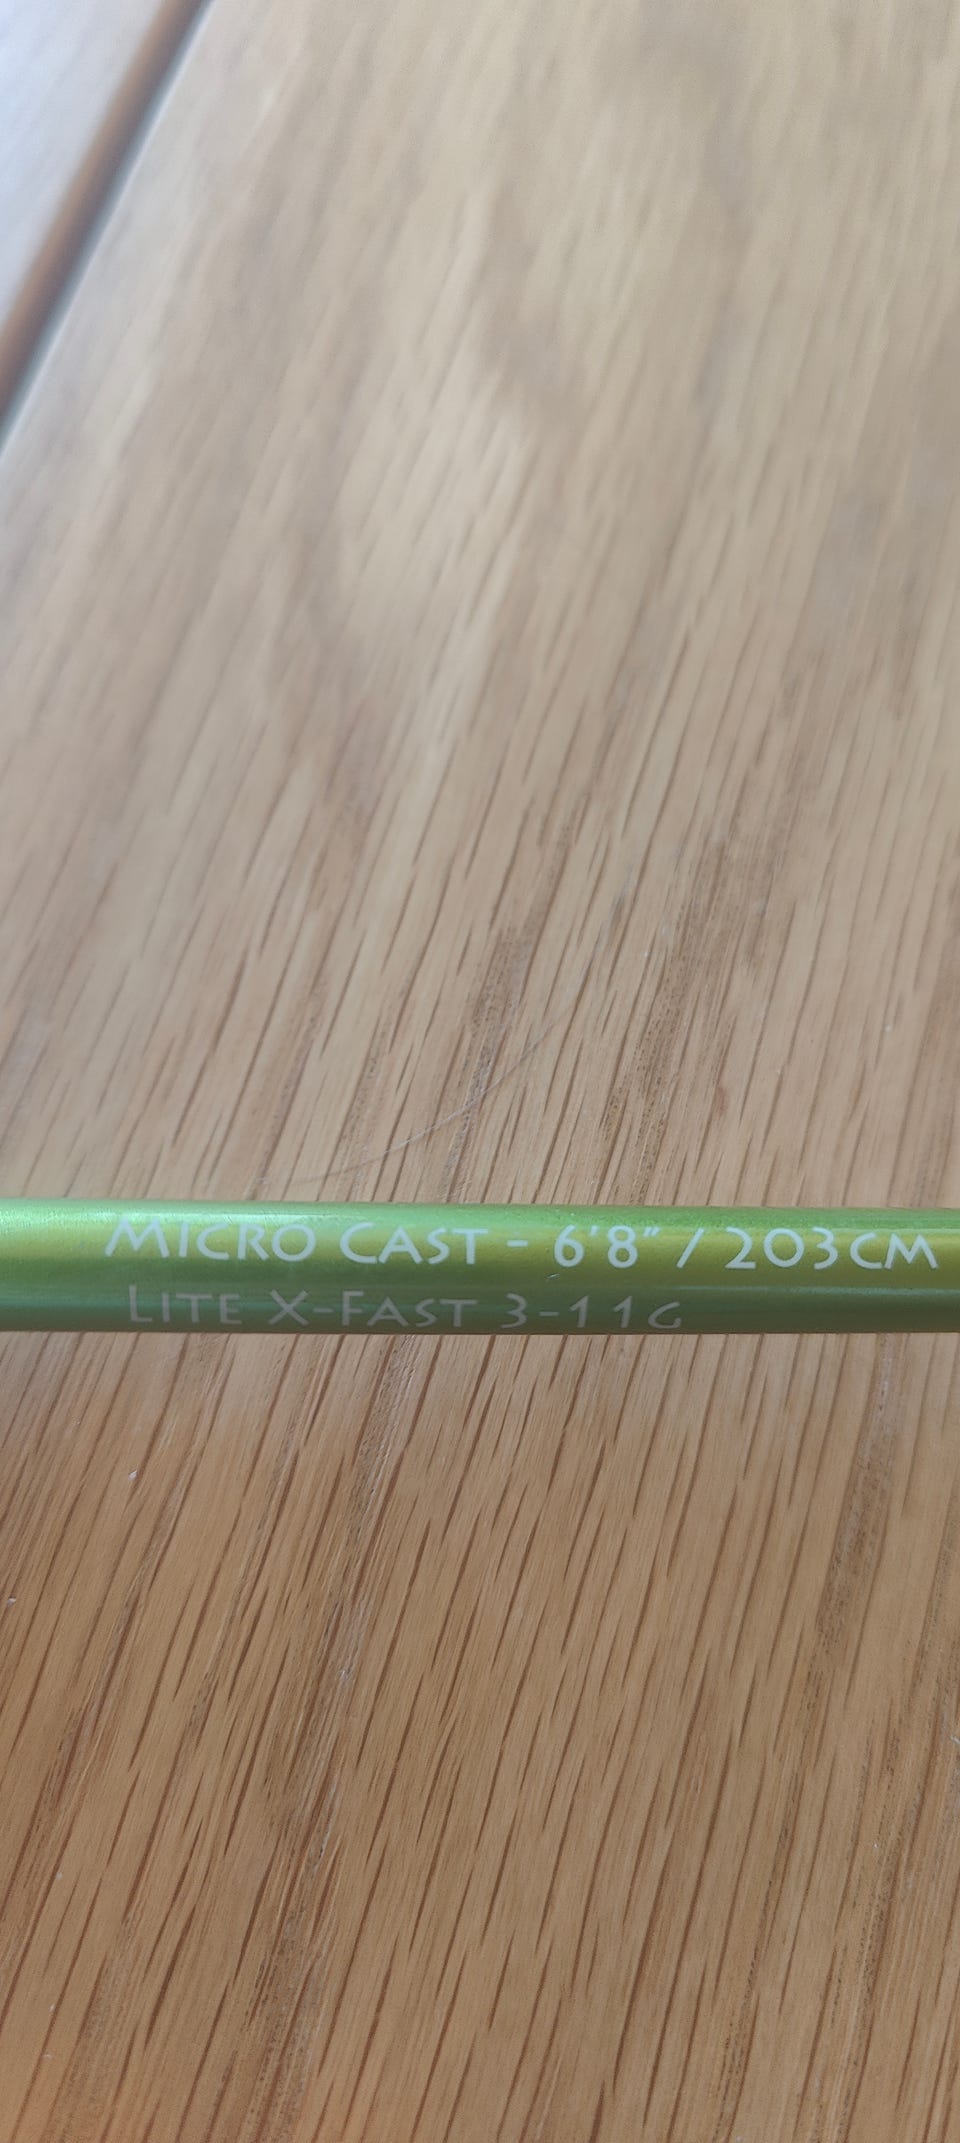 MICRO CAST - 6'8" / 203CM
LITE X-FAST 3-11G